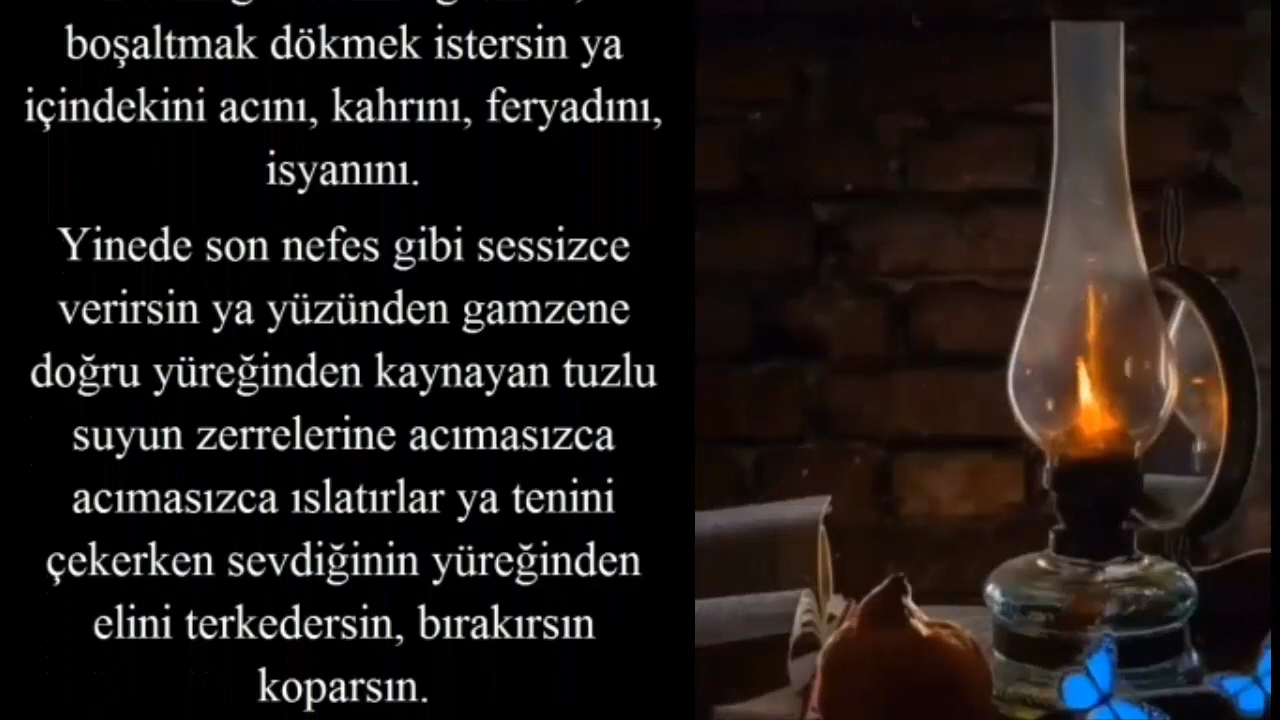 boşaltmak dökmek istersin ya
içindekini acını, kahrını, feryadını,
isyanını.
Yinede son nefes gibi sessizce
verirsin ya yüzünden gamzene
doğru yüreğinden kaynayan tuzlu
suyun zerrelerine acımasızca
acımasızca ıslatırlar ya tenini
çekerken sevdiğinin yüreğinden
elini terkedersin, bırakırsın
koparsın.